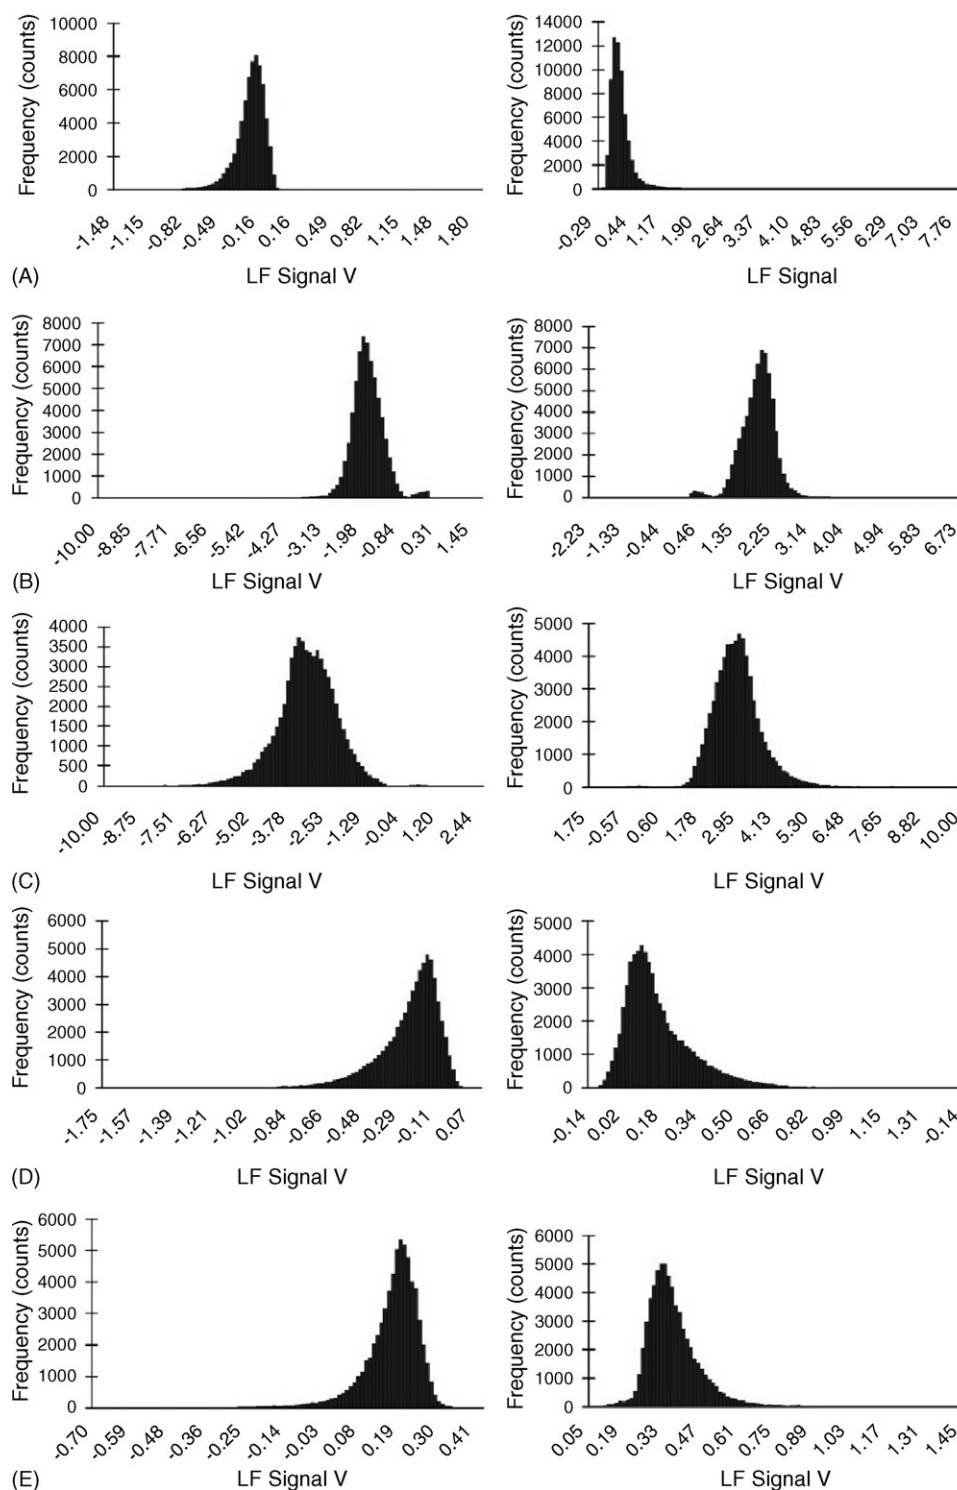 Frequency (counts)
10000
8000
6000
4000
2000
0
-1.48 -1.15 -0.82 -0.49 -0.16 0.16 0.49 0.82 1.15 1.48 1.80
LF Signal V
Frequency (counts)
14000
12000
10000
8000
6000
4000
2000
0
-0.29 0.44 1.17 1.90 2.64 3.37 4.10 4.83 5.56 6.29 7.03 7.76
LF Signal
(A)
Frequency (counts)
8000
7000
6000
5000
4000
3000
2000
1000
0
-10.00 -8.85 -7.71 -6.56 -5.42 -4.27 -3.13 -1.98 -0.84 0.31 1.45
LF Signal V
Frequency (counts)
8000
7000
6000
5000
4000
3000
2000
1000
0
-2.23 -1.33 -0.44 0.46 1.35 2.25 3.14 4.04 4.94 5.83 6.73
LF Signal V
(B)
Frequency (counts)
4000
3500
3000
2500
2000
1500
1000
500
0
-10.00 -8.75 -7.51 -6.27 -5.02 -3.78 -2.53 -1.29 -0.04 1.20 2.44
LF Signal V
Frequency (counts)
5000
4000
3000
2000
1000
0
1.75 -0.57 0.60 1.78 2.95 4.13 5.30 6.48 7.65 8.82 10.00
LF Signal V
(C)
Frequency (counts)
6000
5000
4000
3000
2000
1000
0
-1.75 -1.57 -1.39 -1.21 -1.02 -0.84 -0.66 -0.48 -0.29 -0.11 0.07
LF Signal V
Frequency (counts)
5000
4000
3000
2000
1000
0
-0.14 0.02 0.18 0.34 0.50 0.66 0.82 0.99 1.15 1.31 -0.14
LF Signal V
(D)
Frequency (counts)
6000
5000
4000
3000
2000
1000
0
-0.70 -0.59 -0.48 -0.36 -0.25 -0.14 -0.03 0.08 0.19 0.30 0.41
LF Signal V
Frequency (counts)
6000
5000
4000
3000
2000
1000
0
0.05 0.19 0.33 0.47 0.61 0.75 0.89 1.03 1.17 1.31 1.45
LF Signal V
(E)